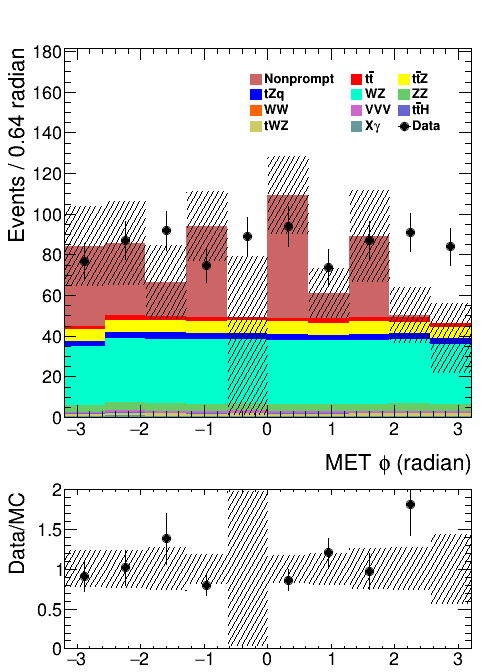 Events / 0.64 radian
180
160
140
120
100
80
60
40
20
0
Nonprompt tt̄ tt̄Z
tZq WZ ZZ
WW VVV tt̄H
tWZ Xγ Data
−3 −2 −1 0 1 2 3
MET ϕ (radian)
Data/MC
2
1.5
1
0.5
0
−3 −2 −1 0 1 2 3